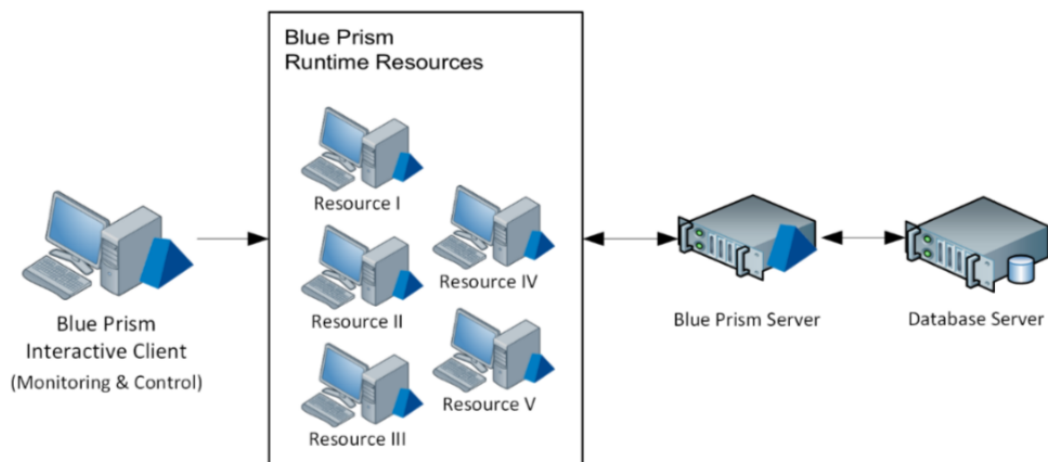 Blue Prism
Runtime Resources
Resource I
Resource IV
Resource II
Resource V
Resource III
Blue Prism
Interactive Client
(Monitoring & Control)
Blue Prism Server
Database Server